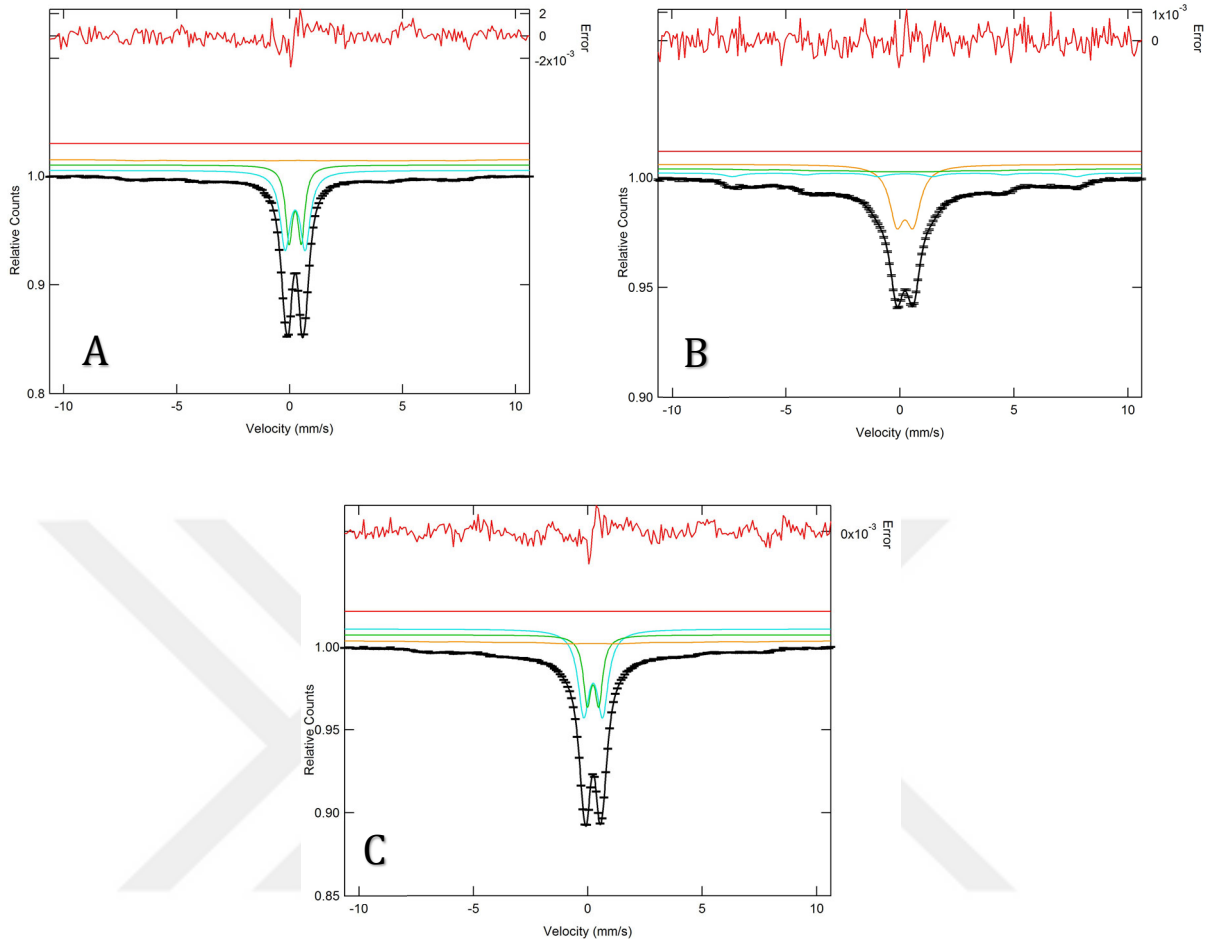 2
0
-2x10⁻³
Error
1.0
0.9
0.8
Relative Counts
A
-10 -5 0 5 10
Velocity (mm/s)
1x10⁻³
0
Error
1.00
0.95
0.90
Relative Counts
B
-10 -5 0 5 10
Velocity (mm/s)
0x10⁻³
Error
1.00
0.95
0.90
0.85
Relative Counts
C
-10 -5 0 5 10
Velocity (mm/s)